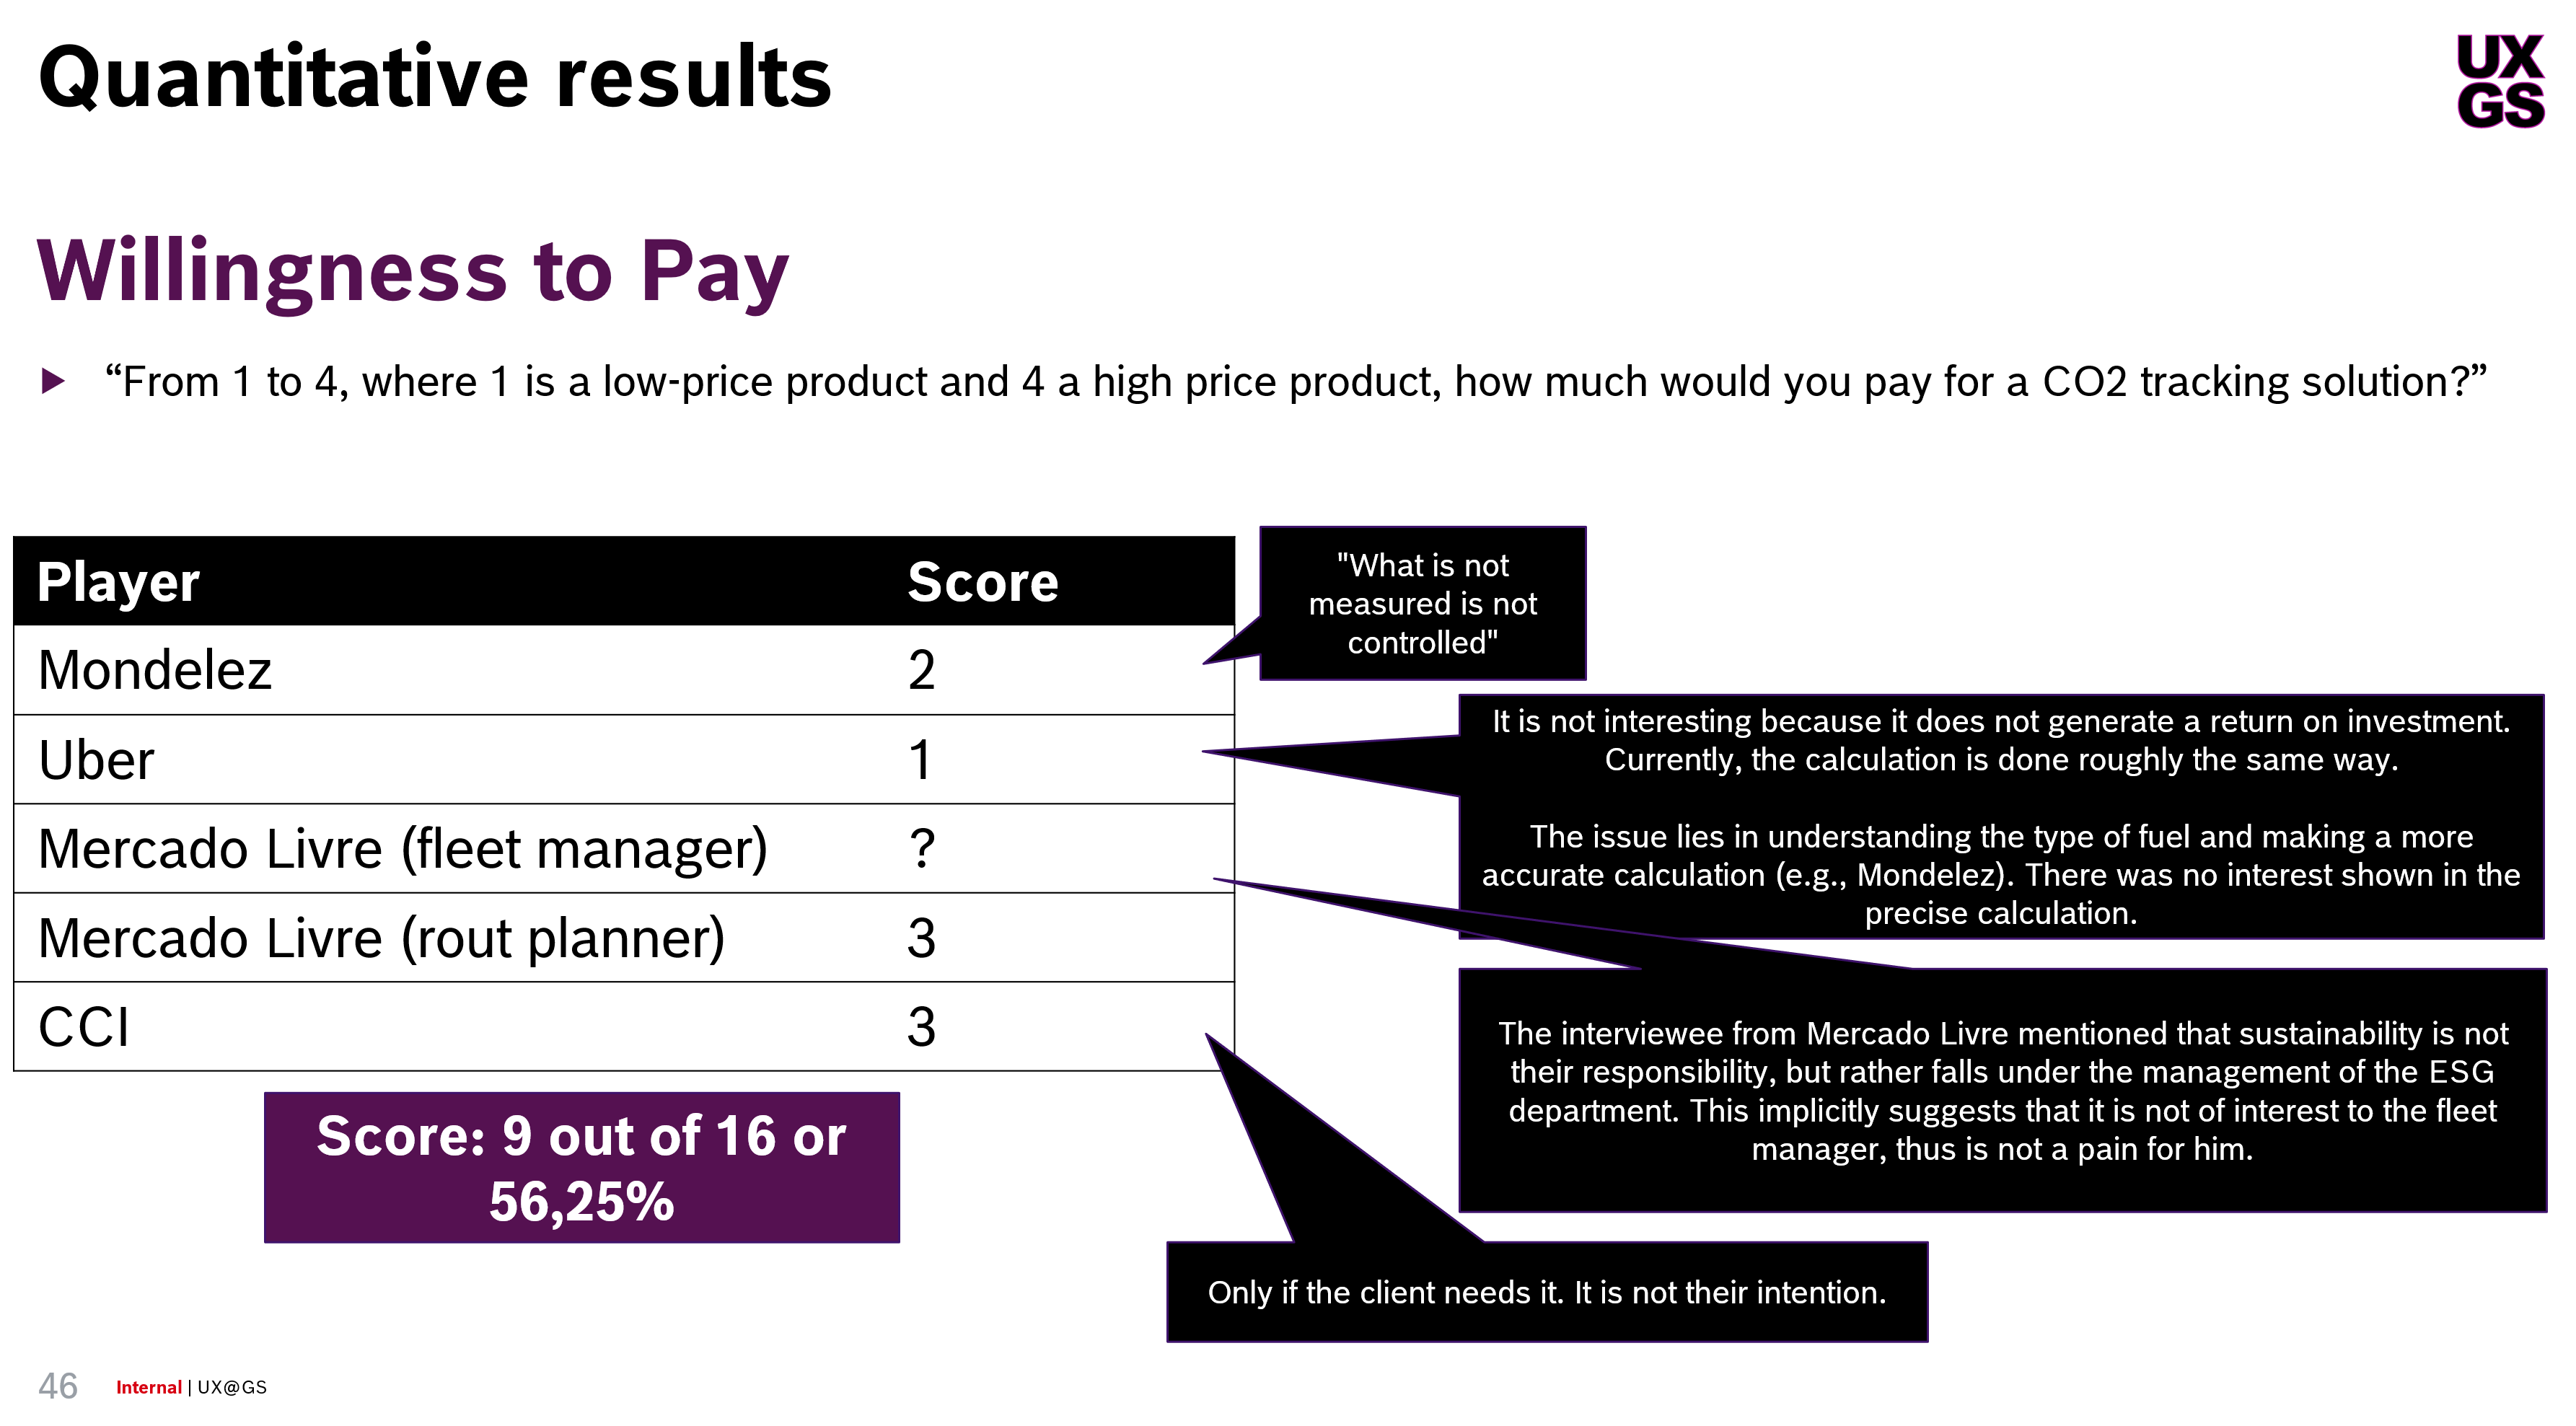 Quantitative results
UX
GS
Willingness to Pay
▶ “From 1 to 4, where 1 is a low-price product and 4 a high price product, how much would you pay for a CO2 tracking solution?”
Player Score
Mondelez 2
Uber 1
Mercado Livre (fleet manager) ?
Mercado Livre (rout planner) 3
CCI 3
Score: 9 out of 16 or
56,25%
"What is not
measured is not
controlled"
It is not interesting because it does not generate a return on investment.
Currently, the calculation is done roughly the same way.
The issue lies in understanding the type of fuel and making a more
accurate calculation (e.g., Mondelez). There was no interest shown in the
precise calculation.
The interviewee from Mercado Livre mentioned that sustainability is not
their responsibility, but rather falls under the management of the ESG
department. This implicitly suggests that it is not of interest to the fleet
manager, thus is not a pain for him.
Only if the client needs it. It is not their intention.
46 Internal | UX@GS